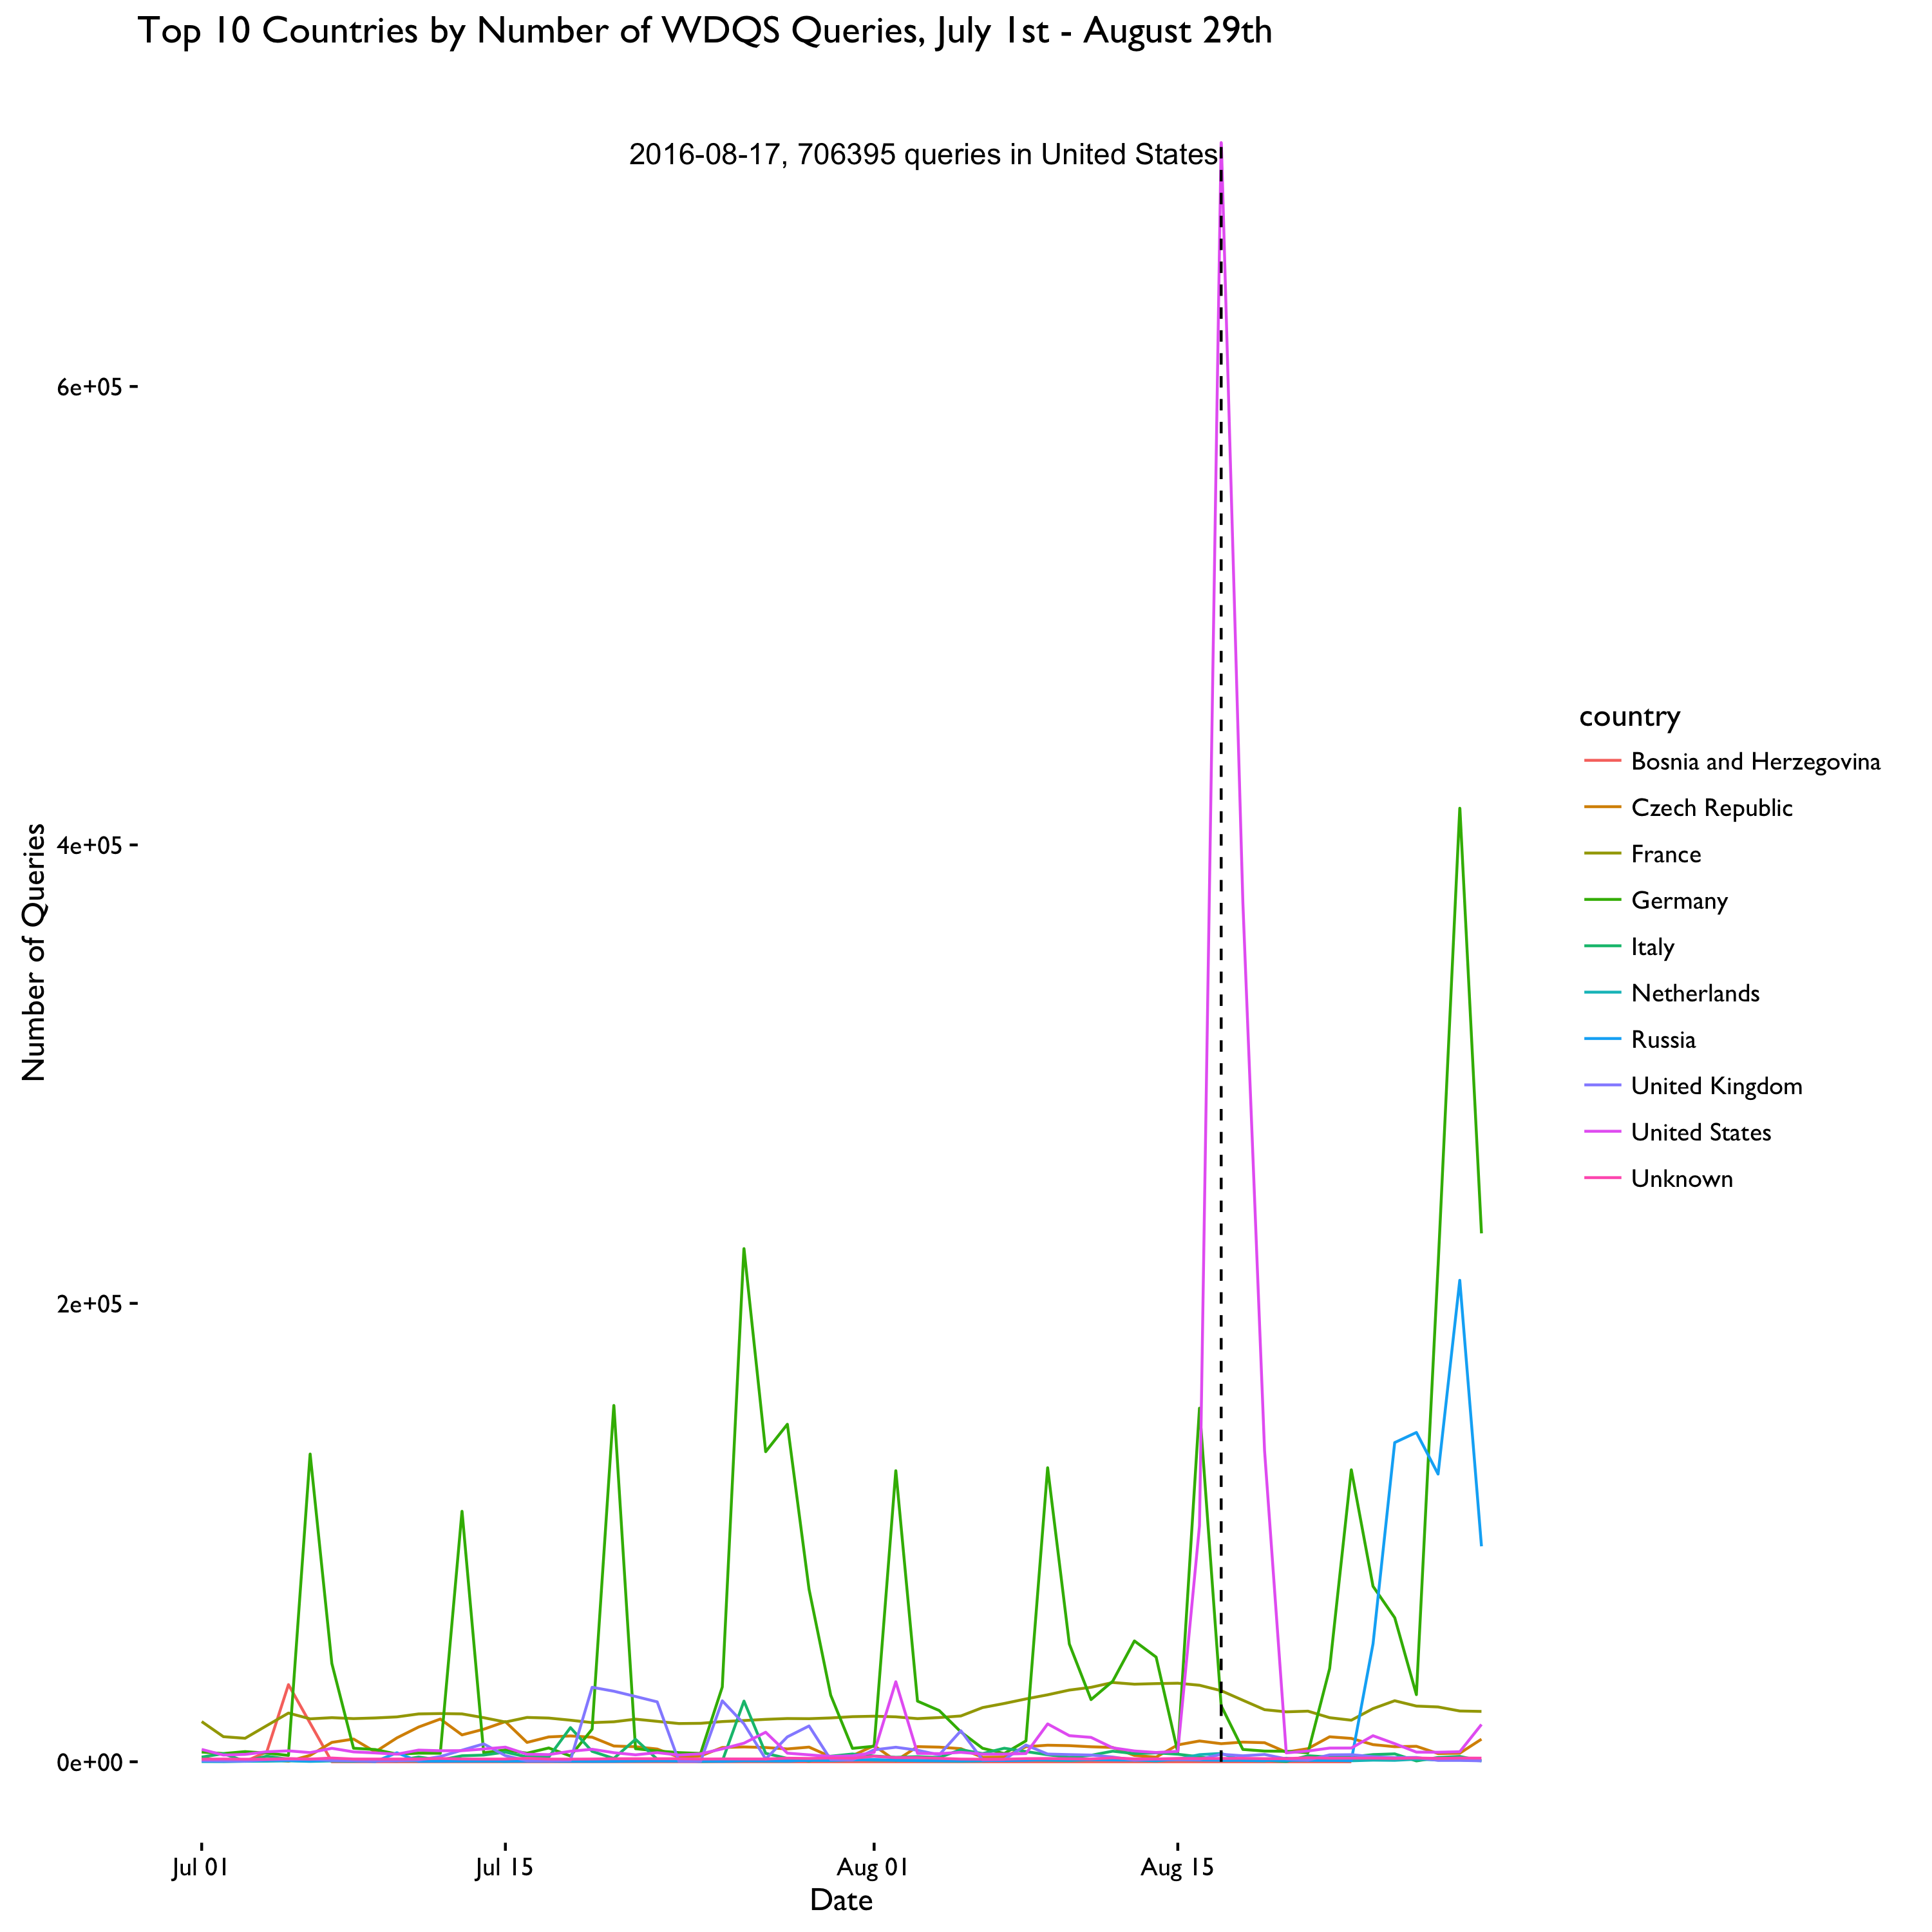 Top 10 Countries by Number of WDQS Queries, July 1st - August 29th
2016-08-17, 706395 queries in United States
6e+05
4e+05
2e+05
0e+00
Number of Queries
Jul 01
Jul 15
Aug 01
Aug 15
Date
country
Bosnia and Herzegovina
Czech Republic
France
Germany
Italy
Netherlands
Russia
United Kingdom
United States
Unknown